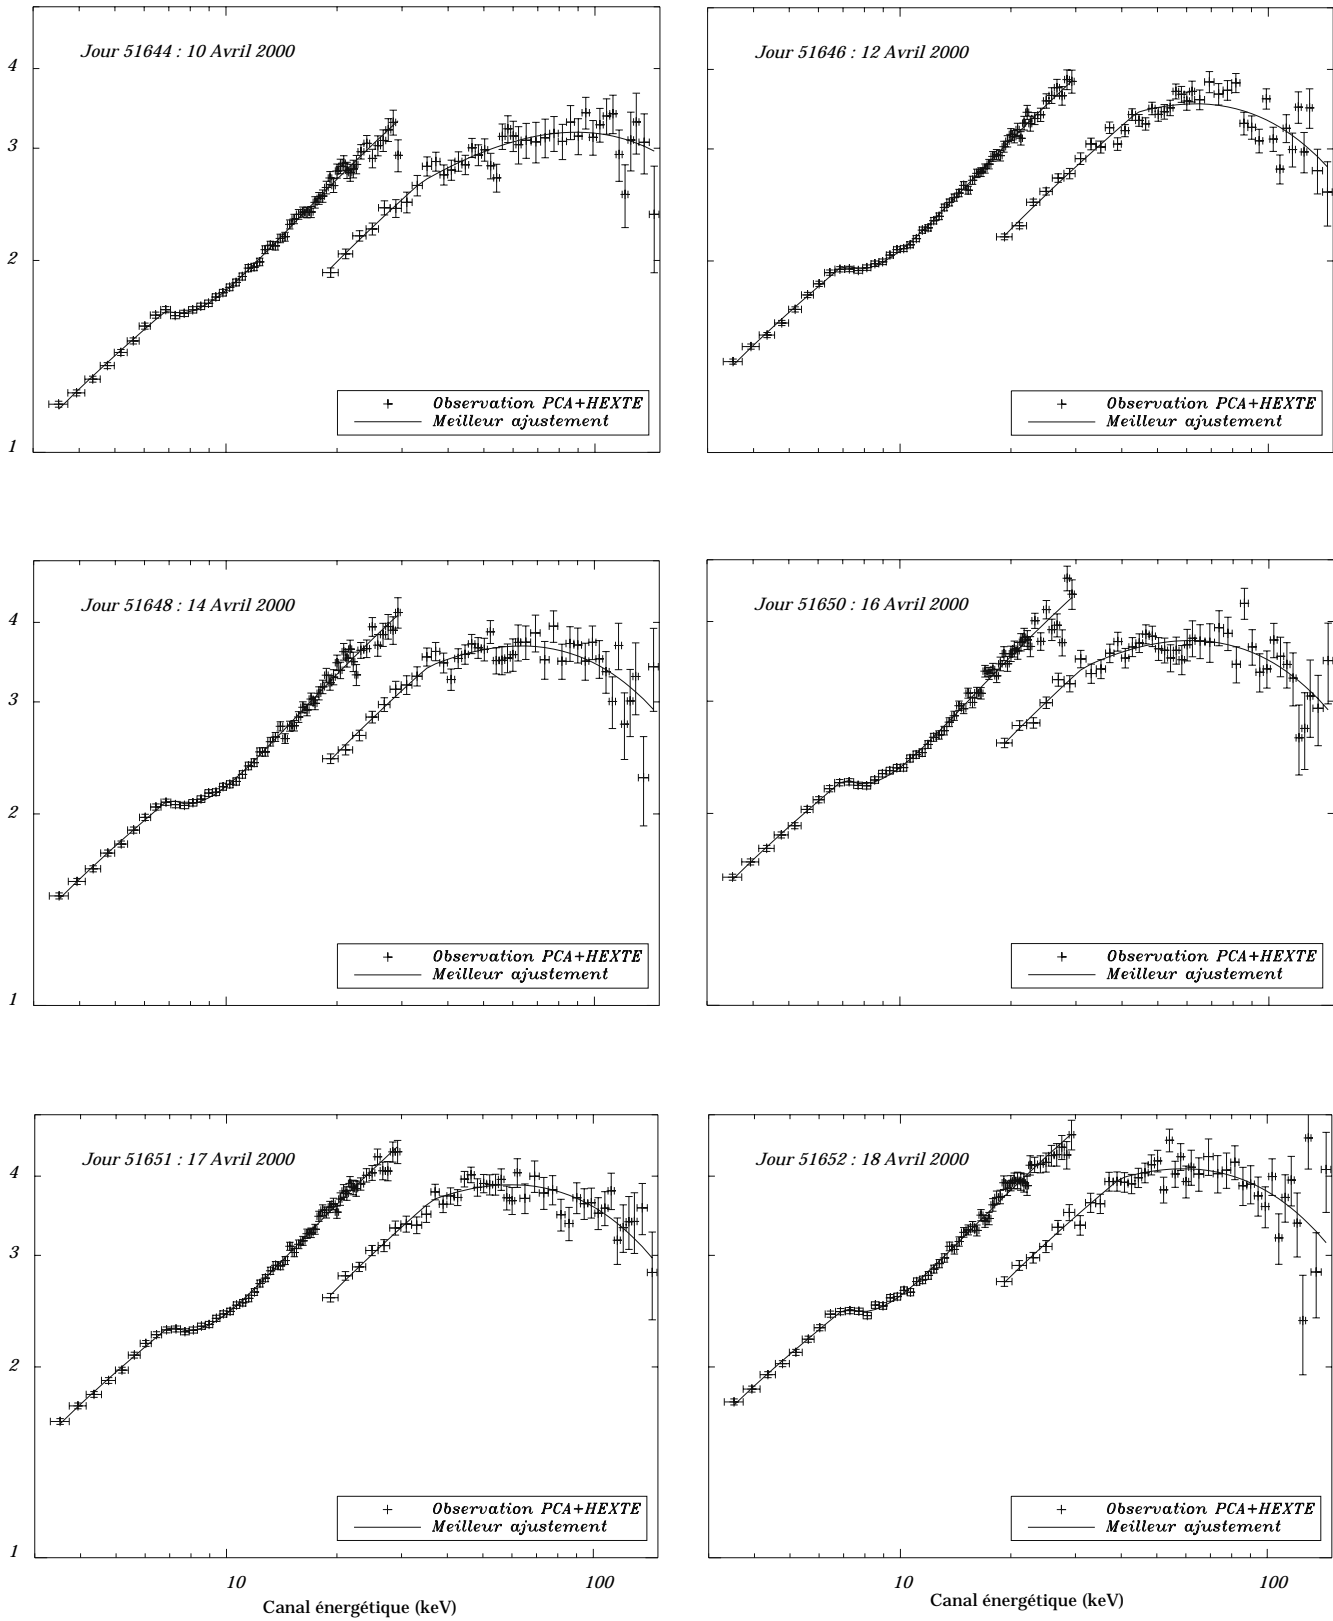 Jour 51644 : 10 Avril 2000
Jour 51646 : 12 Avril 2000
4
3
2
1
Observation PCA+HEXTE
Meilleur ajustement
Observation PCA+HEXTE
Meilleur ajustement
Jour 51648 : 14 Avril 2000
Jour 51650 : 16 Avril 2000
4
3
2
1
Observation PCA+HEXTE
Meilleur ajustement
Observation PCA+HEXTE
Meilleur ajustement
Jour 51651 : 17 Avril 2000
Jour 51652 : 18 Avril 2000
4
3
2
1
Observation PCA+HEXTE
Meilleur ajustement
Observation PCA+HEXTE
Meilleur ajustement
10 100
10 100
Canal énergétique (keV)
Canal énergétique (keV)